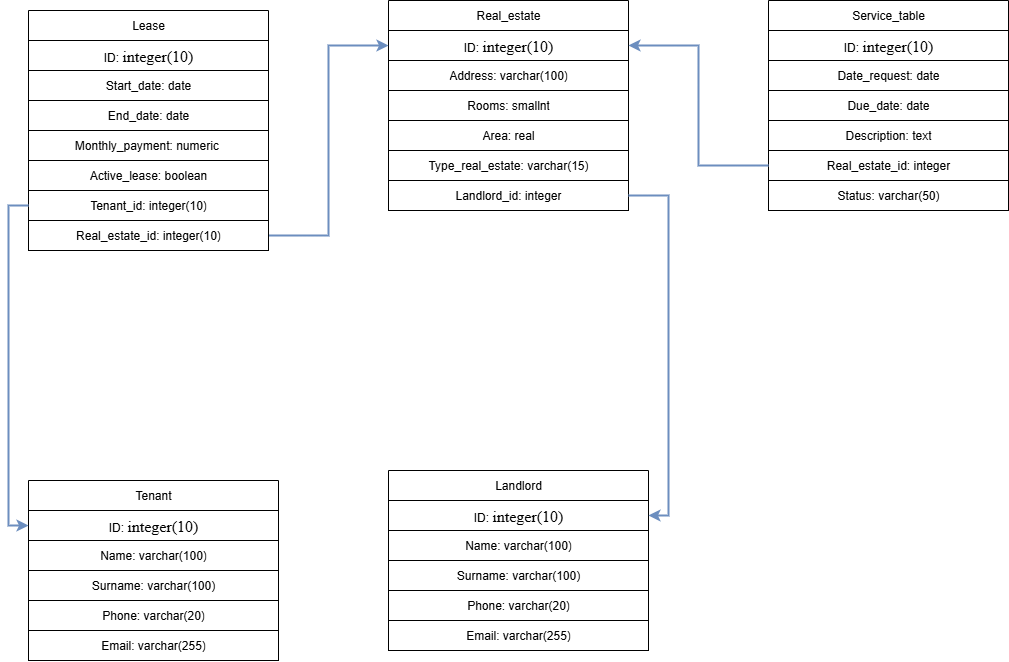 Lease
ID: integer(10)
Start_date: date
End_date: date
Monthly_payment: numeric
Active_lease: boolean
Tenant_id: integer(10)
Real_estate_id: integer(10)
Real_estate
ID: integer(10)
Address: varchar(100)
Rooms: smallnt
Area: real
Type_real_estate: varchar(15)
Landlord_id: integer
Service_table
ID: integer(10)
Date_request: date
Due_date: date
Description: text
Real_estate_id: integer
Status: varchar(50)
Tenant
ID: integer(10)
Name: varchar(100)
Surname: varchar(100)
Phone: varchar(20)
Email: varchar(255)
Landlord
ID: integer(10)
Name: varchar(100)
Surname: varchar(100)
Phone: varchar(20)
Email: varchar(255)